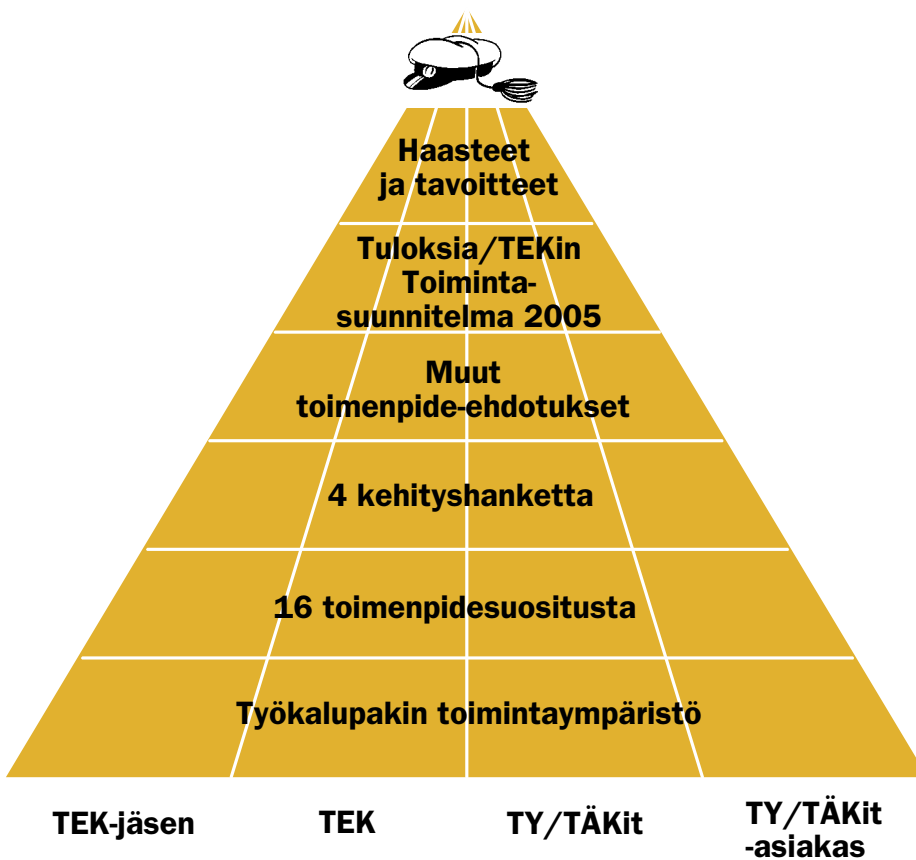 Haasteet
ja tavoitteet
Tuloksia/TEKin
Toiminta-
suunnitelma 2005
Muut
toimenpide-ehdotukset
4 kehityshanketta
16 toimenpidesuositusta
Työkalupakin toimintaympäristö
TEK-jäsen
TEK
TY/TÄKit
TY/TÄKit
-asiakas